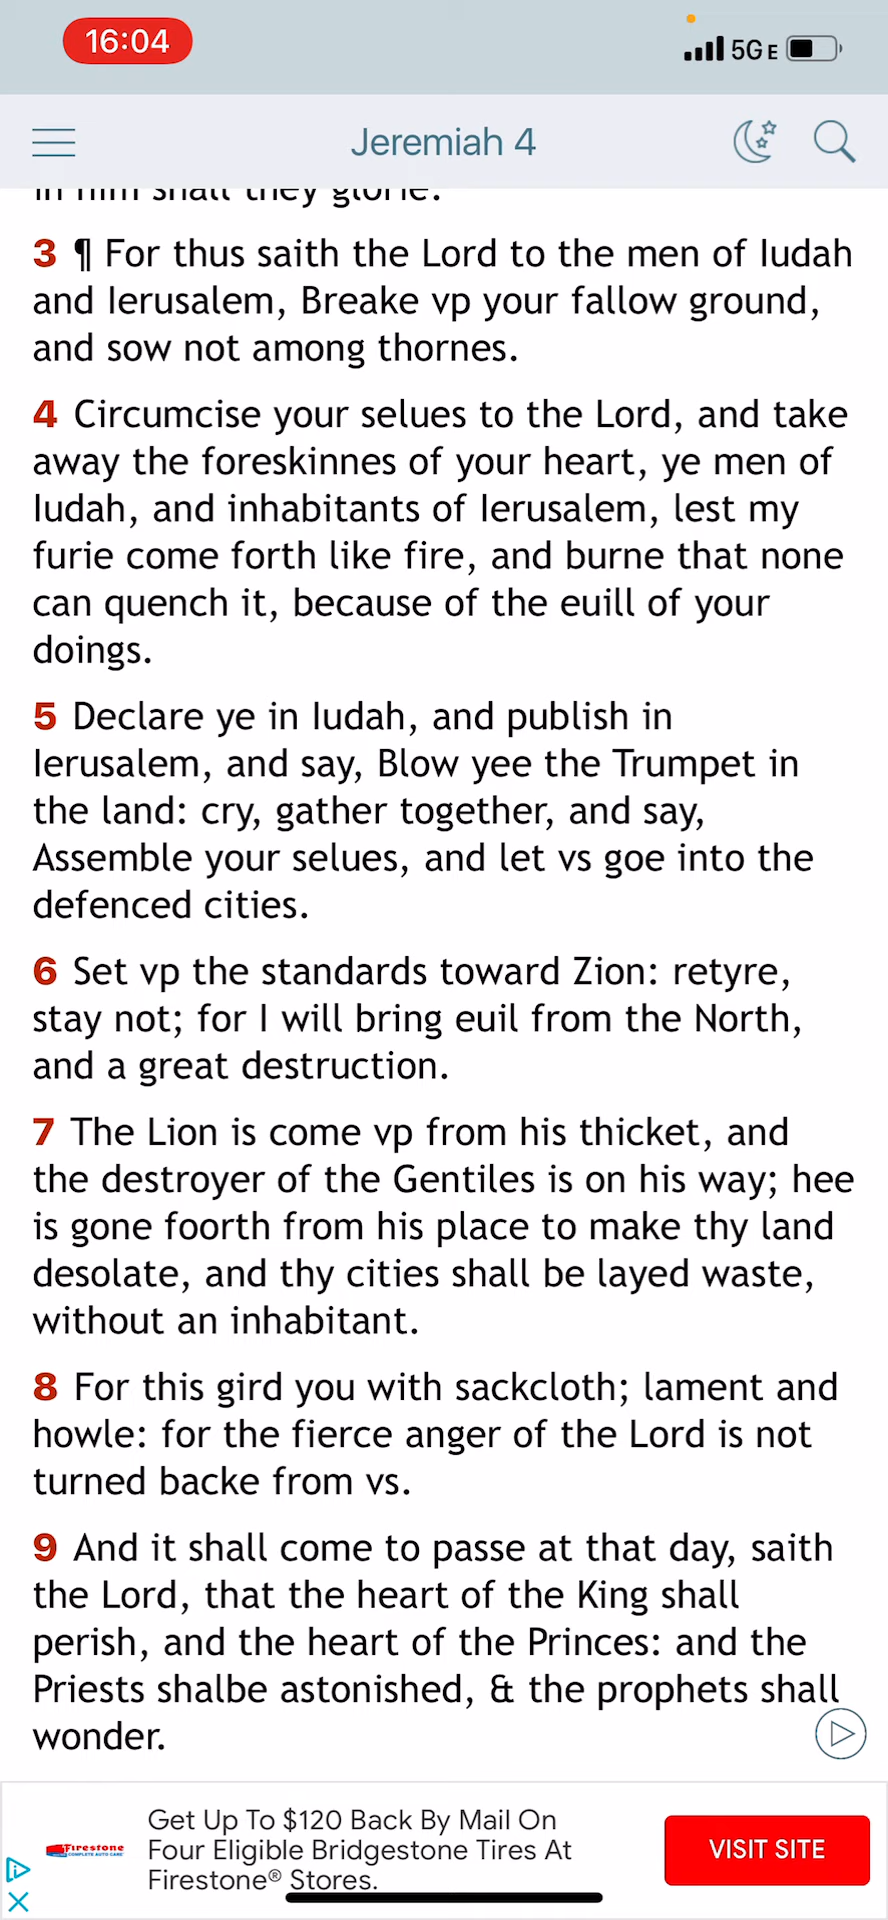 16:04
5G E
Jeremiah 4
in him shall they glorie.
3 ¶ For thus saith the Lord to the men of Iudah
and Ierusalem, Breake vp your fallow ground,
and sow not among thornes.
4 Circumcise your selues to the Lord, and take
away the foreskinnes of your heart, ye men of
Iudah, and inhabitants of Ierusalem, lest my
furie come forth like fire, and burne that none
can quench it, because of the euill of your
doings.
5 Declare ye in Iudah, and publish in
Ierusalem, and say, Blow yee the Trumpet in
the land: cry, gather together, and say,
Assemble your selues, and let vs goe into the
defenced cities.
6 Set vp the standards toward Zion: retyre,
stay not; for I will bring euil from the North,
and a great destruction.
7 The Lion is come vp from his thicket, and
the destroyer of the Gentiles is on his way; hee
is gone foorth from his place to make thy land
desolate, and thy cities shall be layed waste,
without an inhabitant.
8 For this gird you with sackcloth; lament and
howle: for the fierce anger of the Lord is not
turned backe from vs.
9 And it shall come to passe at that day, saith
the Lord, that the heart of the King shall
perish, and the heart of the Princes: and the
Priests shalbe astonished, & the prophets shall
wonder.
Firestone
COMPLETE AUTO CARE
Get Up To $120 Back By Mail On
Four Eligible Bridgestone Tires At
Firestone® Stores.
VISIT SITE